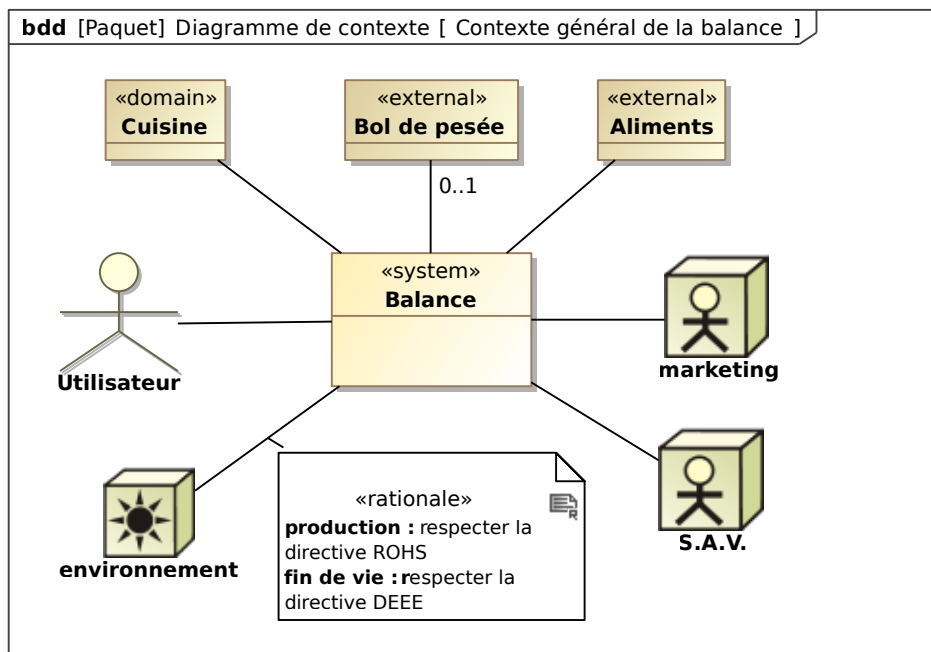 bdd [Paquet] Diagramme de contexte [ Contexte général de la balance ]
«domain»
Cuisine
«external»
Bol de pesée
«external»
Aliments
0..1
«system»
Balance
Utilisateur
marketing
environnement
«rationale»
production : respecter la
directive ROHS
fin de vie : respecter la
directive DEEE
R
S.A.V.